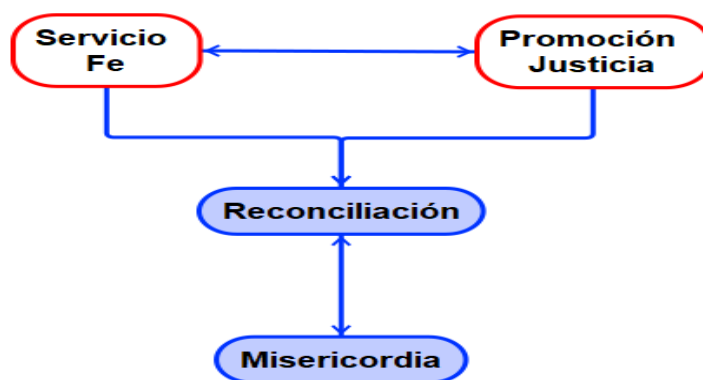 Servicio
Fe
Promoción
Justicia
Reconciliación
Misericordia